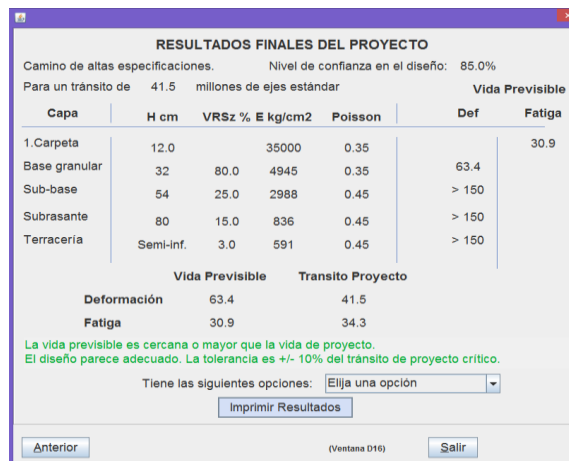 RESULTADOS FINALES DEL PROYECTO
Camino de altas especificaciones. Nivel de confianza en el diseño: 85.0%
Para un tránsito de 41.5 millones de ejes estándar Vida Previsible
Capa H cm VRSz % E kg/cm2 Poisson Def Fatiga
1.Carpeta 12.0 35000 0.35 30.9
Base granular 32 80.0 4945 0.35 63.4
Sub-base 54 25.0 2988 0.45 > 150
Subrasante 80 15.0 836 0.45 > 150
Terracería Semi-inf. 3.0 591 0.45 > 150
Vida Previsible Transito Proyecto
Deformación 63.4 41.5
Fatiga 30.9 34.3
La vida previsible es cercana o mayor que la vida de proyecto.
El diseño parece adecuado. La tolerancia es +/- 10% del tránsito de proyecto crítico.
Tiene las siguientes opciones: Elija una opción
Imprimir Resultados
Anterior (Ventana D16) Salir